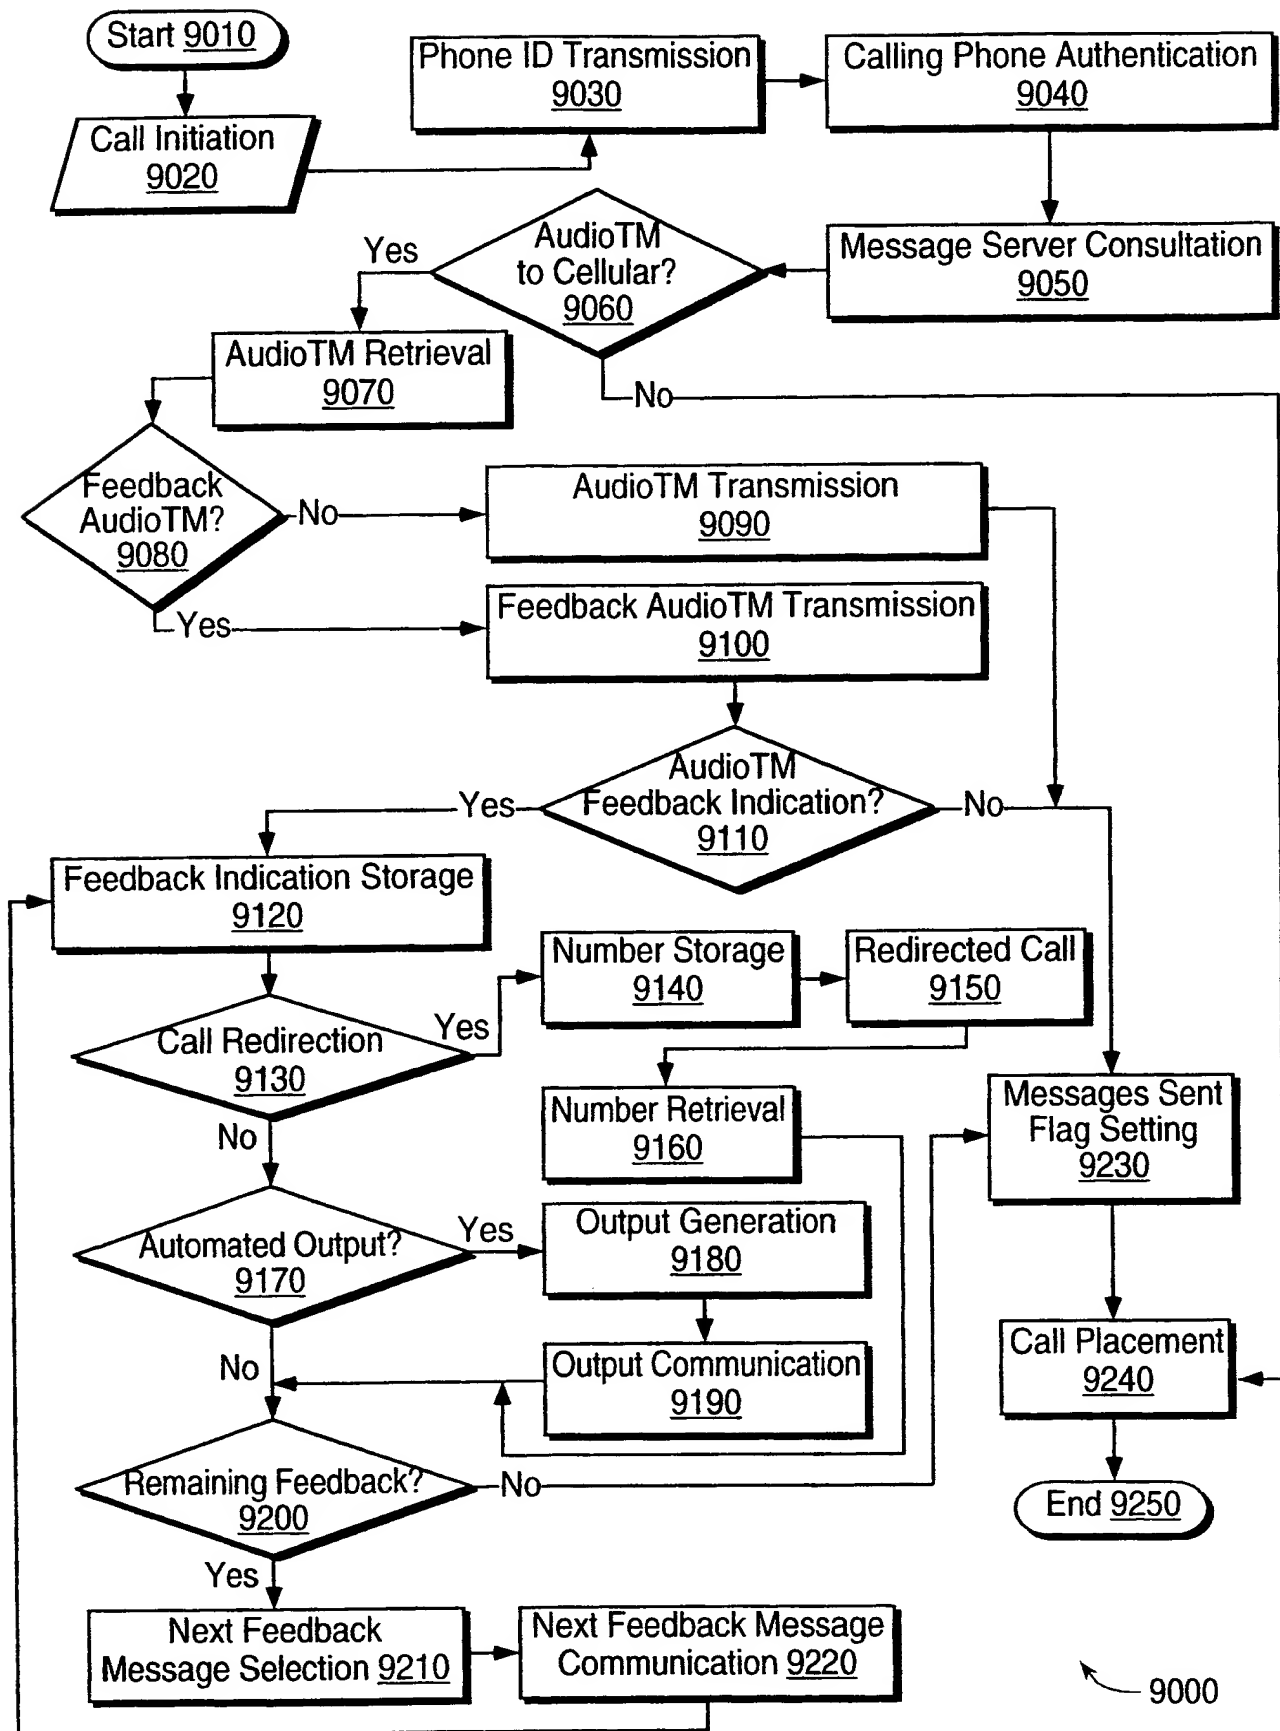 Start 9010
Call Initiation
9020
Phone ID Transmission
9030
Calling Phone Authentication
9040
Message Server Consultation
9050
AudioTM
to Cellular?
9060
Yes
No
AudioTM Retrieval
9070
Feedback
AudioTM?
9080
No
Yes
AudioTM Transmission
9090
Feedback AudioTM Transmission
9100
AudioTM
Feedback Indication?
9110
Yes
No
Feedback Indication Storage
9120
Call Redirection
9130
Yes
No
Number Storage
9140
Redirected Call
9150
Number Retrieval
9160
Automated Output?
9170
Yes
No
Output Generation
9180
Output Communication
9190
Remaining Feedback?
9200
No
Yes
Next Feedback
Message Selection 9210
Next Feedback Message
Communication 9220
Messages Sent
Flag Setting
9230
Call Placement
9240
End 9250
9000